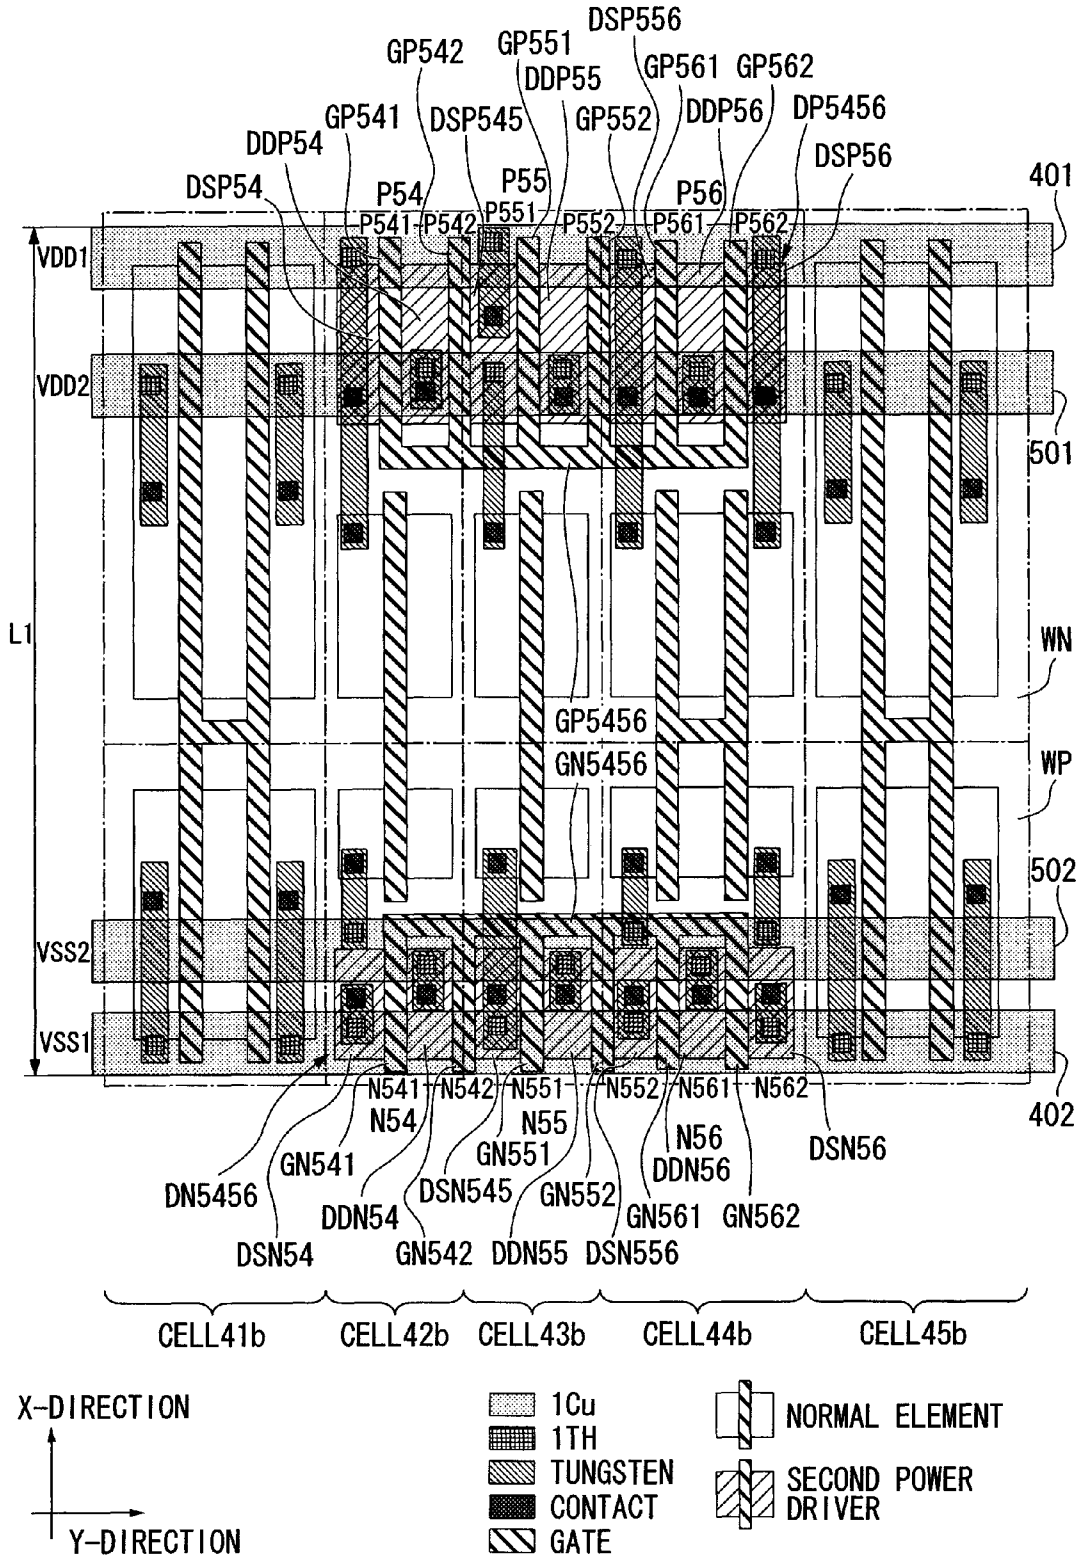 DSP556
GP551
GP542
DDP55
GP561
GP562
GP541
DSP545
GP552
DDP56
DP5456
DDP54
DSP56
DSP54
P54
P55
P56
401
P541
P542
P551
P552
P561
P562
VDD1
VDD2
501
L1
WN
GP5456
GN5456
WP
502
VSS2
VSS1
N541
N542
N551
N552
N561
N562
402
N54
N55
N56
GN541
GN551
DDN56
DSN56
DN5456
DSN545
GN552
DDN54
GN561
GN562
DSN54
GN542
DDN55
DSN556
CELL41b
CELL42b
CELL43b
CELL44b
CELL45b
X-DIRECTION
Y-DIRECTION
1Cu
1TH
TUNGSTEN
CONTACT
GATE
NORMAL ELEMENT
SECOND POWER
DRIVER